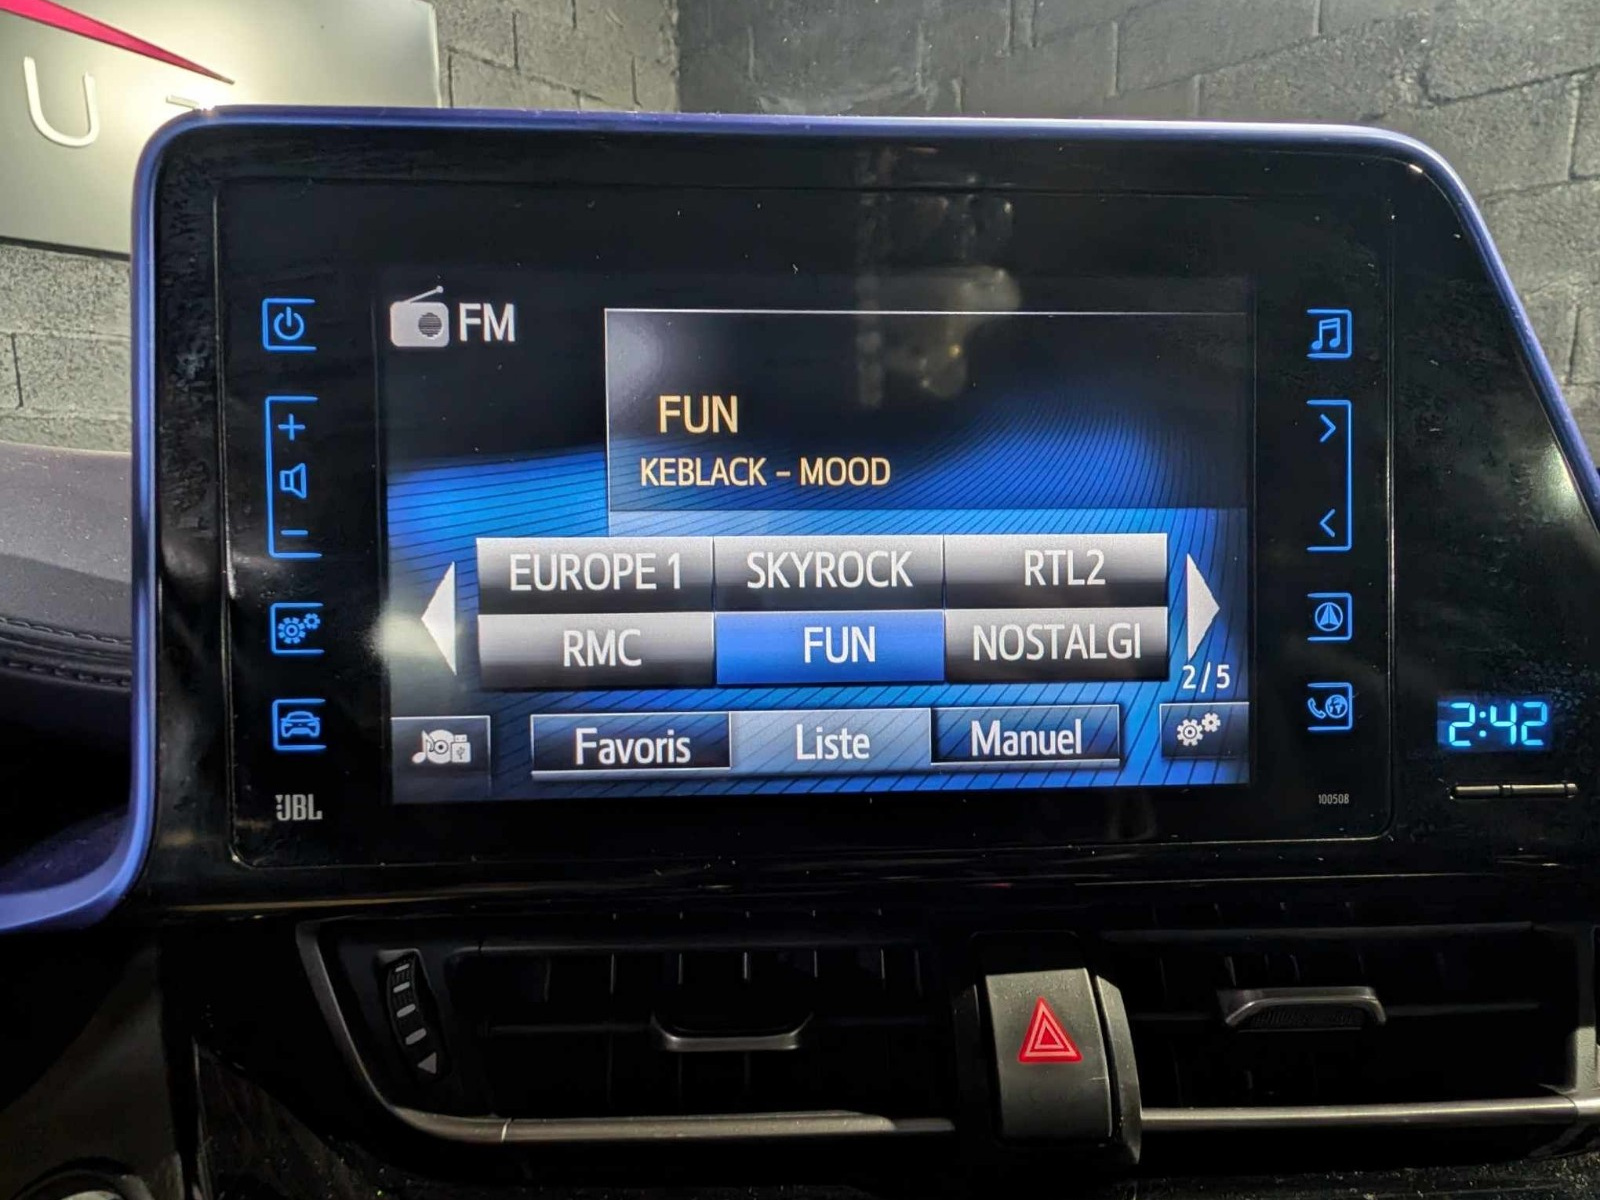 U
FM
FUN
KEBLACK – MOOD
EUROPE 1 SKYROCK RTL2
RMC FUN NOSTALGI
2/5
Favoris Liste Manuel
JBL
100508
2:42